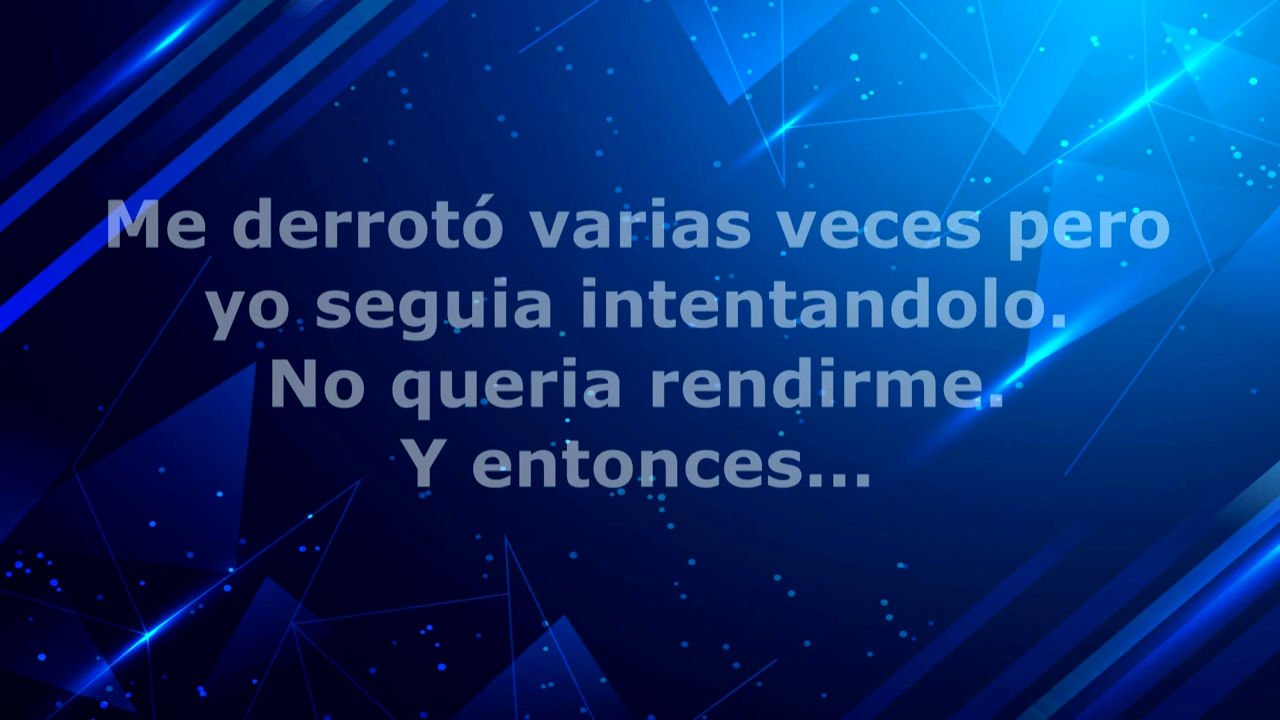 Me derrotó varias veces pero
yo seguia intentandolo.
No queria rendirme.
Y entonces...